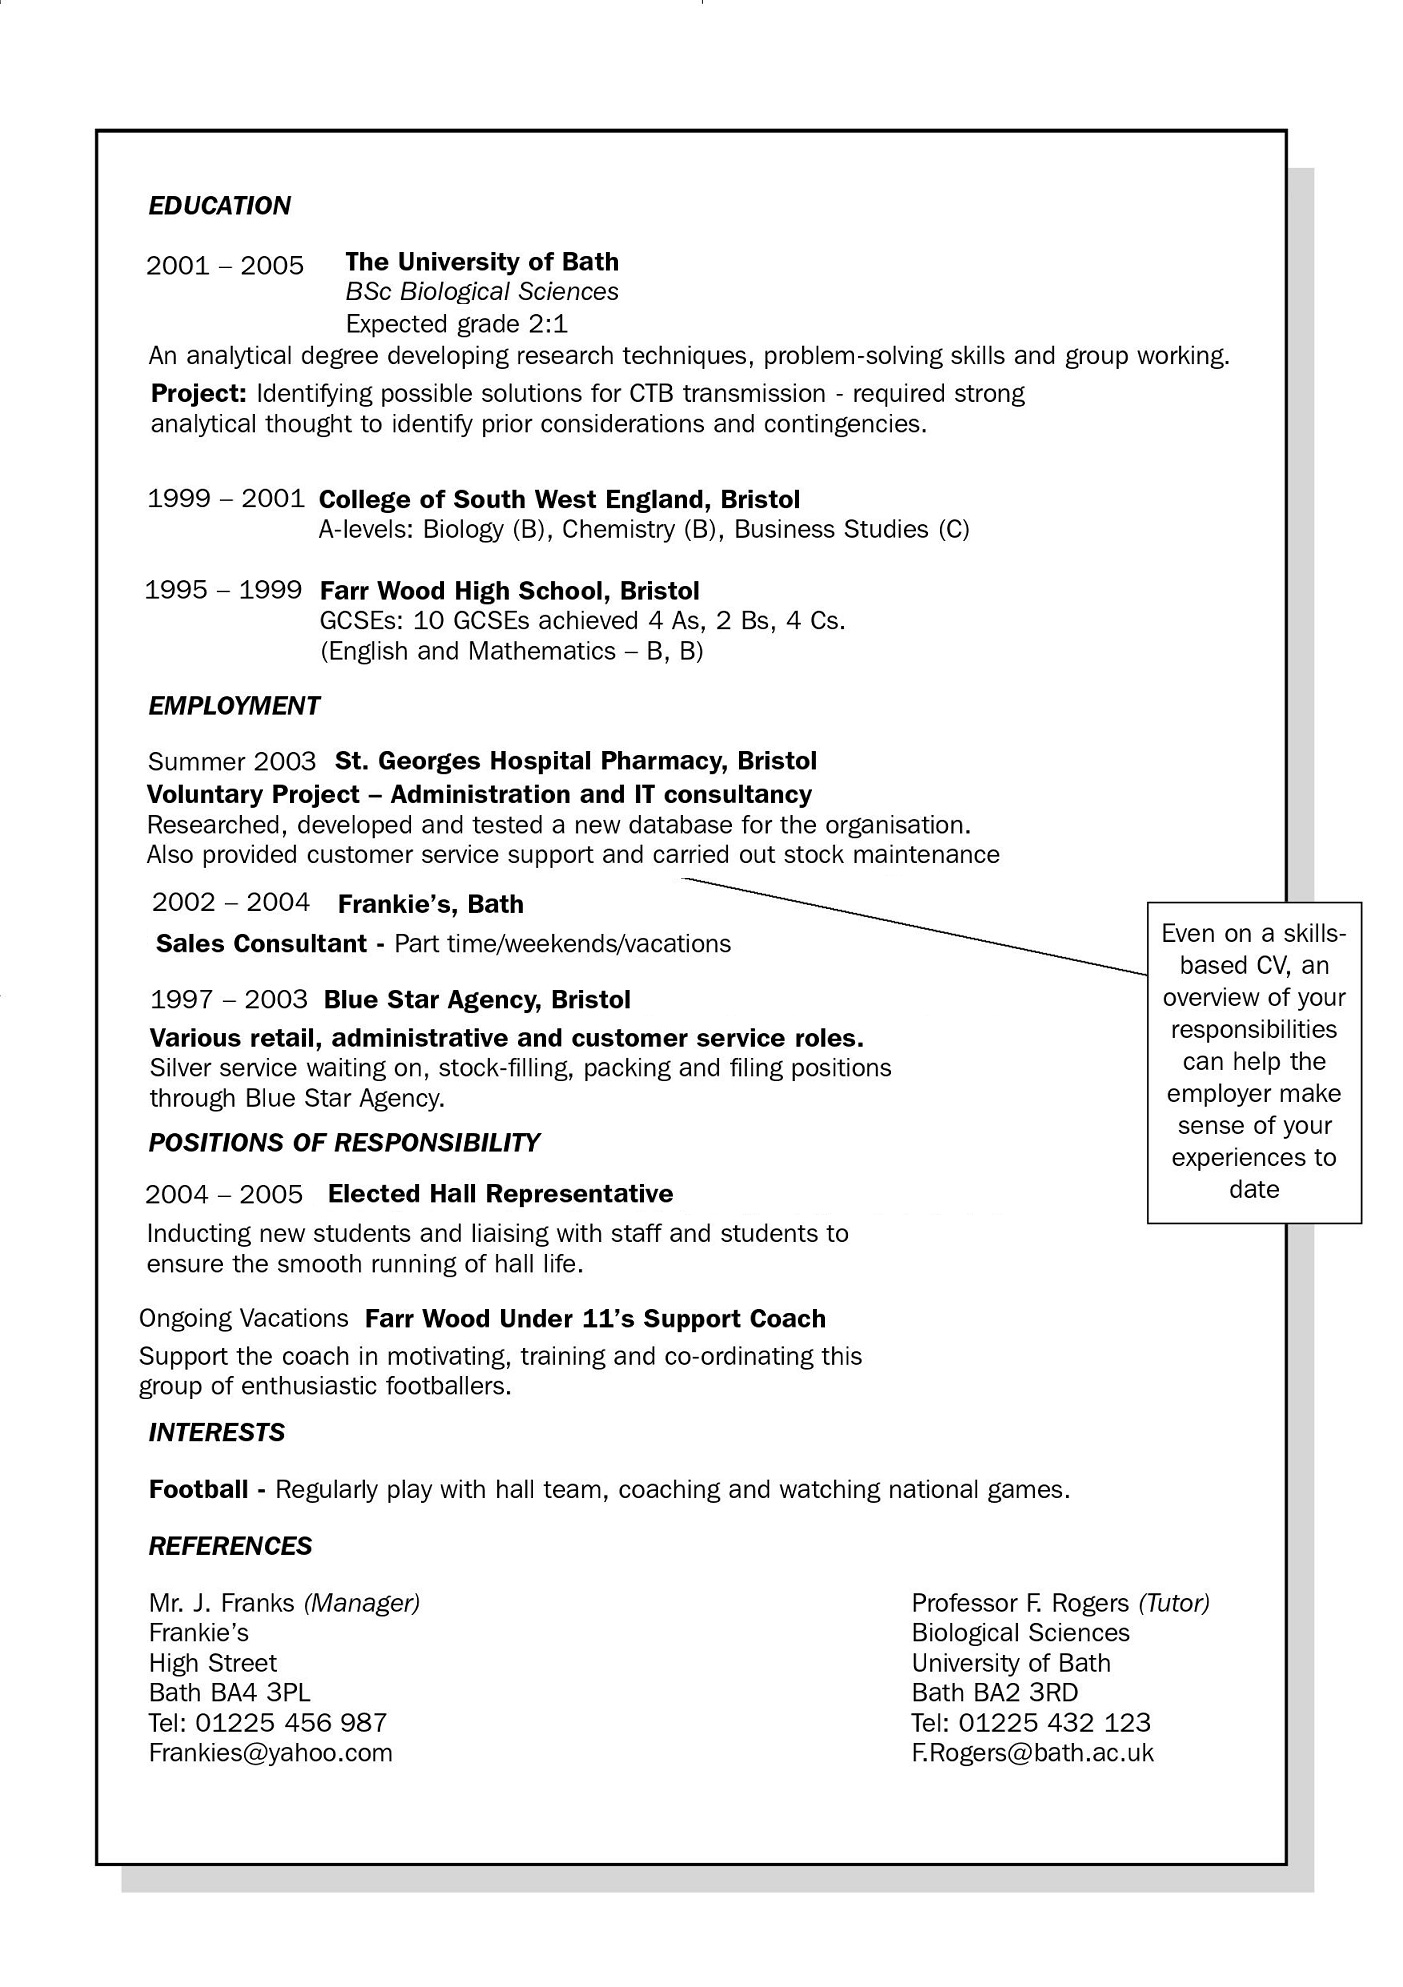 EDUCATION
2001 – 2005 The University of Bath
BSc Biological Sciences
Expected grade 2:1
An analytical degree developing research techniques, problem-solving skills and group working.
Project: Identifying possible solutions for CTB transmission - required strong
analytical thought to identify prior considerations and contingencies.
1999 – 2001 College of South West England, Bristol
A-levels: Biology (B), Chemistry (B), Business Studies (C)
1995 – 1999 Farr Wood High School, Bristol
GCSEs: 10 GCSEs achieved 4 As, 2 Bs, 4 Cs.
(English and Mathematics – B, B)
EMPLOYMENT
Summer 2003 St. Georges Hospital Pharmacy, Bristol
Voluntary Project – Administration and IT consultancy
Researched, developed and tested a new database for the organisation.
Also provided customer service support and carried out stock maintenance
2002 – 2004 Frankie’s, Bath
Sales Consultant - Part time/weekends/vacations
1997 – 2003 Blue Star Agency, Bristol
Various retail, administrative and customer service roles.
Silver service waiting on, stock-filling, packing and filing positions
through Blue Star Agency.
Even on a skills-
based CV, an
overview of your
responsibilities
can help the
employer make
sense of your
experiences to
date
POSITIONS OF RESPONSIBILITY
2004 – 2005 Elected Hall Representative
Inducting new students and liaising with staff and students to
ensure the smooth running of hall life.
Ongoing Vacations Farr Wood Under 11’s Support Coach
Support the coach in motivating, training and co-ordinating this
group of enthusiastic footballers.
INTERESTS
Football - Regularly play with hall team, coaching and watching national games.
REFERENCES
Mr. J. Franks (Manager)
Frankie’s
High Street
Bath BA4 3PL
Tel: 01225 456 987
Frankies@yahoo.com
Professor F. Rogers (Tutor)
Biological Sciences
University of Bath
Bath BA2 3RD
Tel: 01225 432 123
F.Rogers@bath.ac.uk